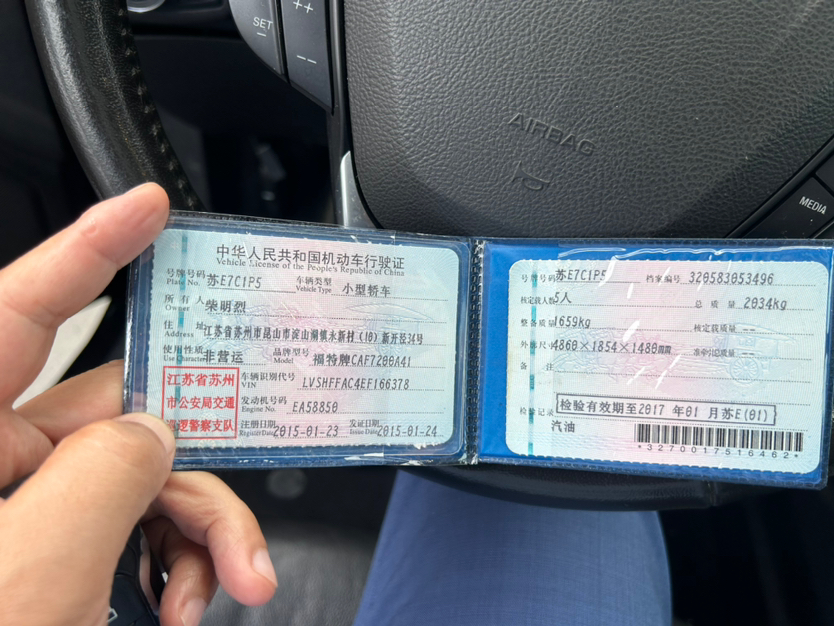 SET
−
++
−−
AIRBAG
MEDIA
中华人民共和国机动车行驶证
Vehicle License of the People's Republic of China
号牌号码 苏E7C1P5 车辆类型 小型轿车
Plate No. Vehicle Type
所有人 柴明烈
Owner
住址 江苏省苏州市昆山市淀山湖镇永新村(10)新开泾34号
Address
使用性质 非营运 品牌型号 福特牌CAF7200A41
Use Character Model
江苏省苏州
市公安局交通
巡逻警察支队
车辆识别代号 LVSHFFAC4EF166378
VIN
发动机号码 EA58850
Engine No.
注册日期 2015-01-23 发证日期 2015-01-24
Register Date Issue Date
号牌号码 苏E7C1P5 档案编号 320583053496
核定载人数 5人 总质量 2034kg
整备质量 1659kg 核定载质量 --
外廓尺寸 4860×1854×1480mm 准牵引总质量 --
备注
检验记录 检验有效期至2017年01月苏E(01)
汽油
*3270017516462*